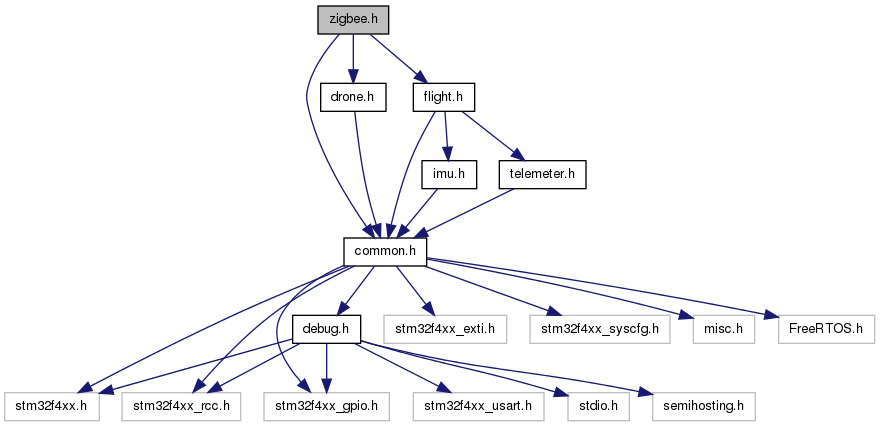 zigbee.h
drone.h
flight.h
imu.h
telemeter.h
common.h
debug.h
stm32f4xx_exti.h
stm32f4xx_syscfg.h
misc.h
FreeRTOS.h
stm32f4xx.h
stm32f4xx_rcc.h
stm32f4xx_gpio.h
stm32f4xx_usart.h
stdio.h
semihosting.h